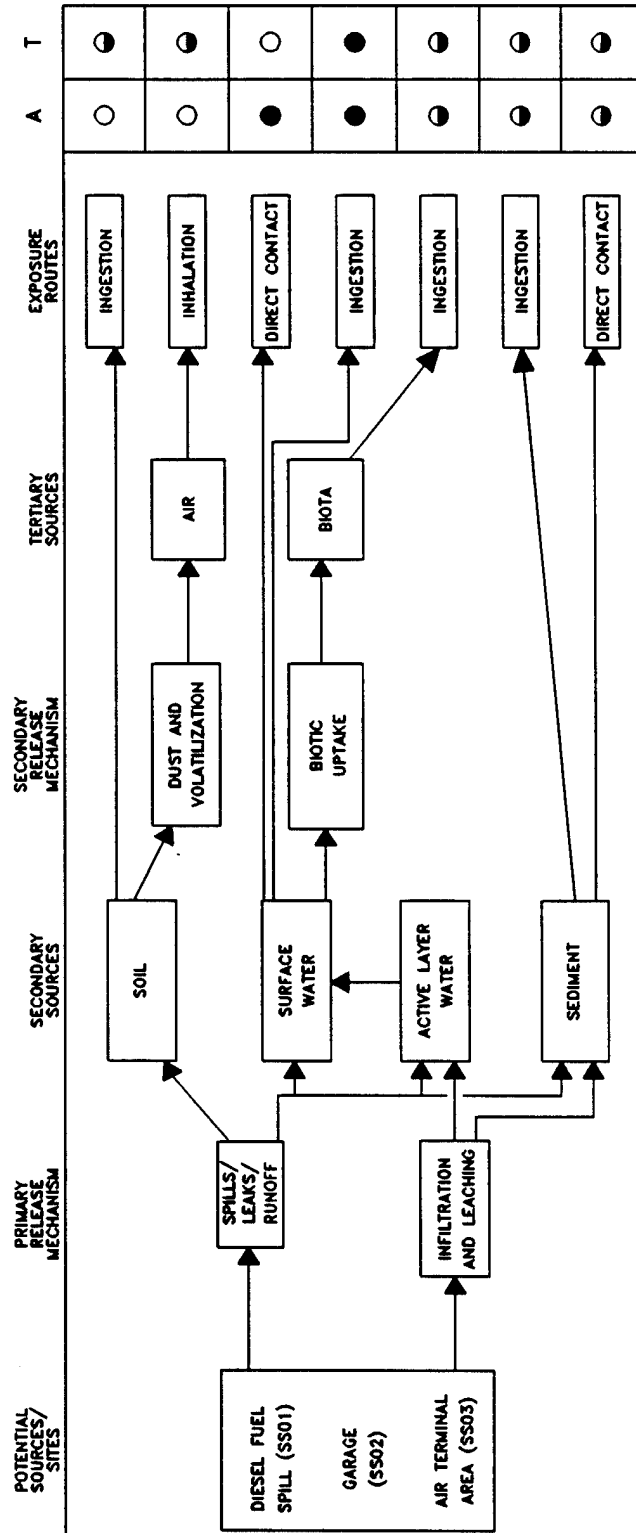 POTENTIAL
SOURCES/
SITES
PRIMARY
RELEASE
MECHANISM
SECONDARY
SOURCES
SECONDARY
RELEASE
MECHANISM
TERTIARY
SOURCES
EXPOSURE
ROUTES
A
T
DIESEL FUEL
SPILL (SS01)
GARAGE
(SS02)
AIR TERMINAL
AREA (SS03)
SPILLS/
LEAKS/
RUNOFF
INFILTRATION
AND LEACHING
SOIL
SURFACE
WATER
ACTIVE LAYER
WATER
SEDIMENT
DUST AND
VOLATILIZATION
BIOTIC
UPTAKE
AIR
BIOTA
INGESTION
INHALATION
DIRECT CONTACT
INGESTION
INGESTION
INGESTION
DIRECT CONTACT